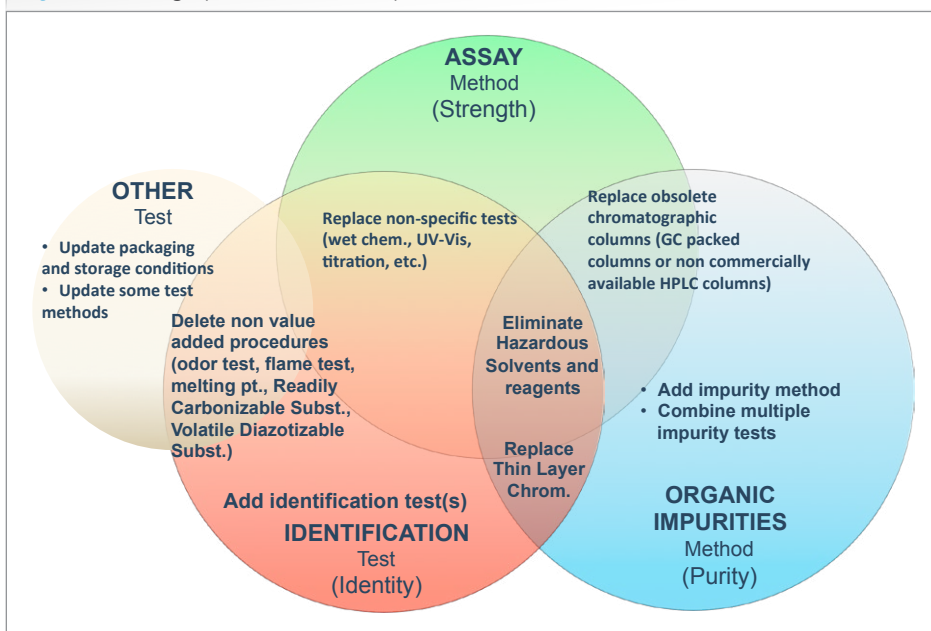 ASSAY
Method
(Strength)
OTHER
Test
• Update packaging
and storage conditions
• Update some test
methods
Replace non-specific tests
(wet chem., UV-Vis,
titration, etc.)
Replace obsolete
chromatographic
columns (GC packed
columns or non commercially
available HPLC columns)
Delete non value
added procedures
(odor test, flame test,
melting pt., Readily
Carbonizable Subst.,
Volatile Diazotizable
Subst.)
Eliminate
Hazardous
Solvents and
reagents
• Add impurity method
• Combine multiple
impurity tests
Replace
Thin Layer
Chrom.
Add identification test(s)
IDENTIFICATION
Test
(Identity)
ORGANIC
IMPURITIES
Method
(Purity)